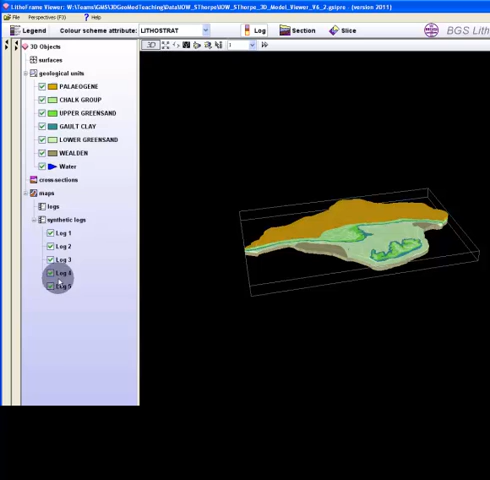 LithoFrame Viewer: W:\Teams\GMS\3DGeoModTeaching\Data\IOW_SThorpe\IOW_SThorpe_3D_Model_Viewer_V6_2.gsipro (version 2011)
File Perspectives (F3) ? Help
Legend Colour scheme attribute: LITHOSTRAT Log Section Slice BGS Lith
3D 1
3D Objects
surfaces
geological units
PALAEOGENE
CHALK GROUP
UPPER GREENSAND
GAULT CLAY
LOWER GREENSAND
WEALDEN
Water
cross-sections
maps
logs
synthetic logs
Log 1
Log 2
Log 3
Log 4
Log 5